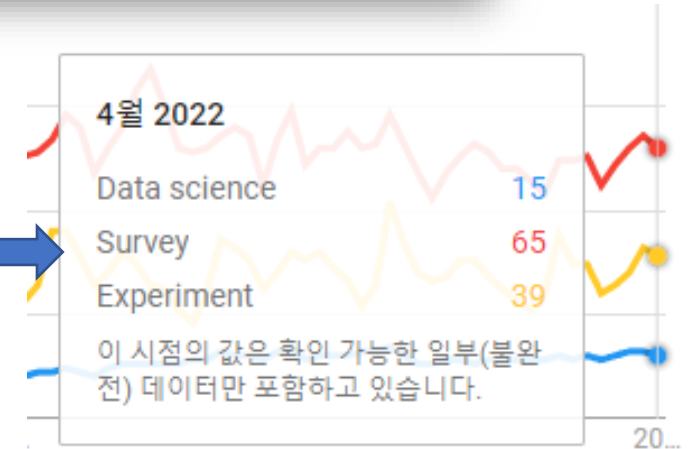 4월 2022
Data science 15
Survey 65
Experiment 39
이 시점의 값은 확인 가능한 일부(불완
전) 데이터만 포함하고 있습니다.
20...